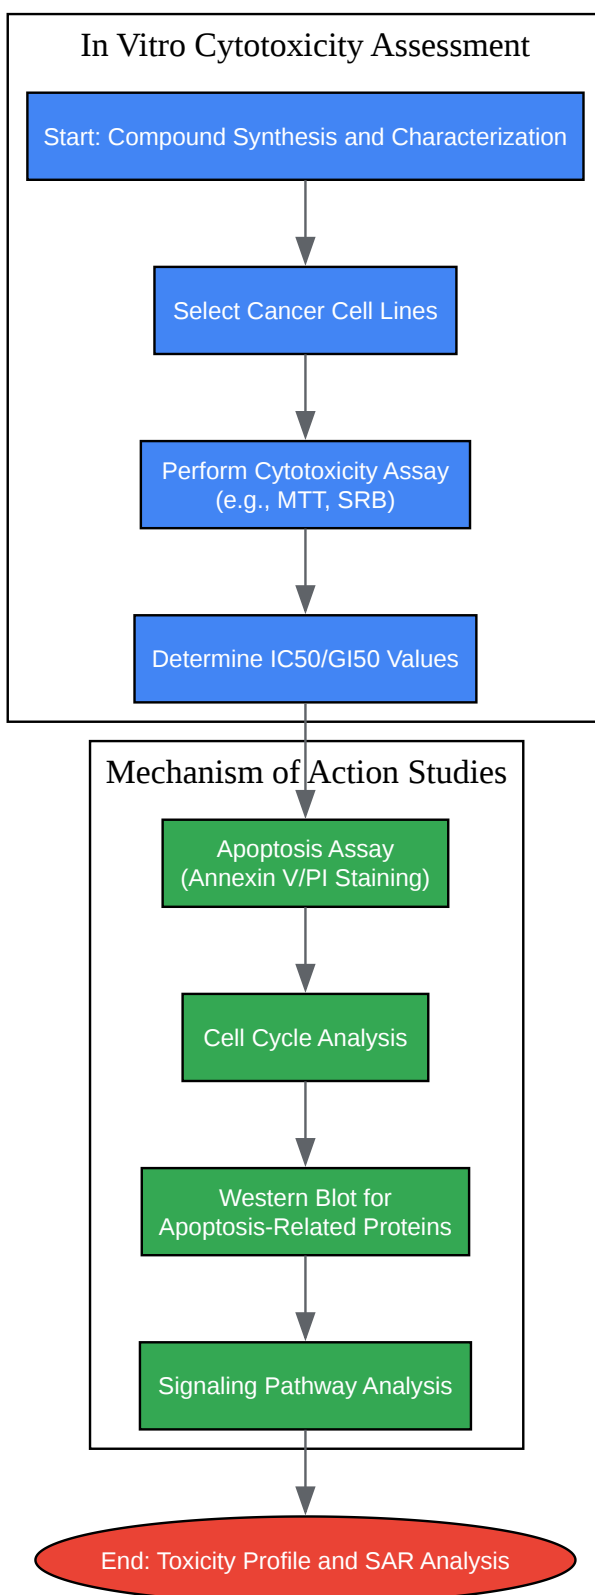 In Vitro Cytotoxicity Assessment
Start: Compound Synthesis and Characterization
Select Cancer Cell Lines
Perform Cytotoxicity Assay
(e.g., MTT, SRB)
Determine IC50/GI50 Values
Mechanism of Action Studies
Apoptosis Assay
(Annexin V/PI Staining)
Cell Cycle Analysis
Western Blot for
Apoptosis-Related Proteins
Signaling Pathway Analysis
End: Toxicity Profile and SAR Analysis